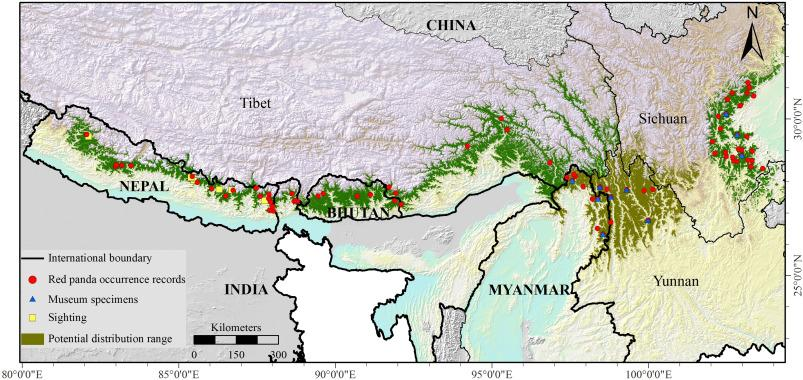 CHINA
N
Tibet
Sichuan
30°0'0"N
NEPAL
BHUTAN
International boundary
Red panda occurrence records
Museum specimens
Sighting
Potential distribution range
INDIA
MYANMAR
Yunnan
25°0'0"N
Kilometers
0 150 300
80°0'0"E 85°0'0"E 90°0'0"E 95°0'0"E 100°0'0"E